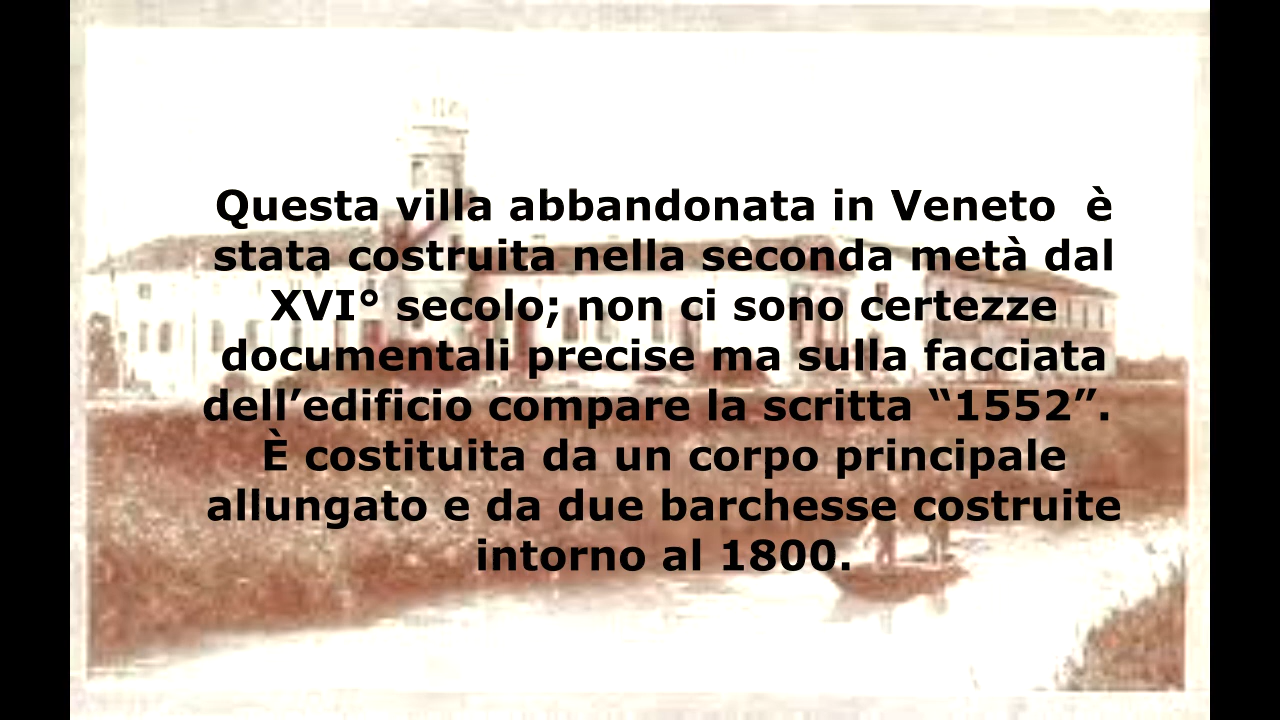 Questa villa abbandonata in Veneto è
stata costruita nella seconda metà dal
XVI° secolo; non ci sono certezze
documentali precise ma sulla facciata
dell’edificio compare la scritta “1552”.
È costituita da un corpo principale
allungato e da due barchesse costruite
intorno al 1800.